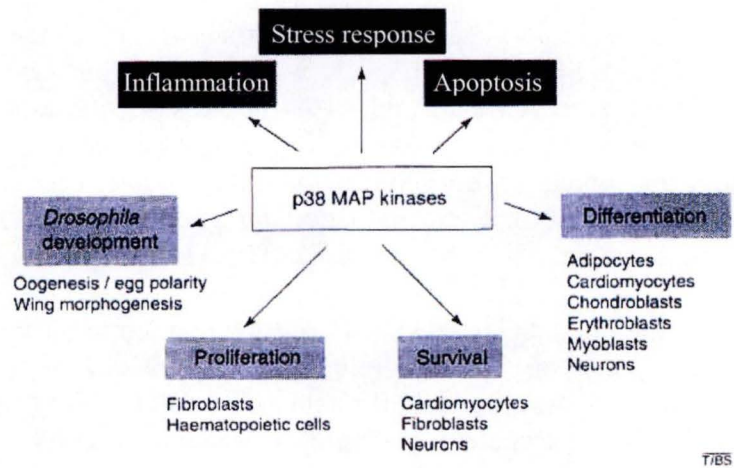 Stress response
Inflammation
Apoptosis
p38 MAP kinases
Drosophila
development
Oogenesis / egg polarity
Wing morphogenesis
Differentiation
Adipocytes
Cardiomyocytes
Chondroblasts
Erythroblasts
Myoblasts
Neurons
Proliferation
Fibroblasts
Haematopoietic cells
Survival
Cardiomyocytes
Fibroblasts
Neurons
TiBS